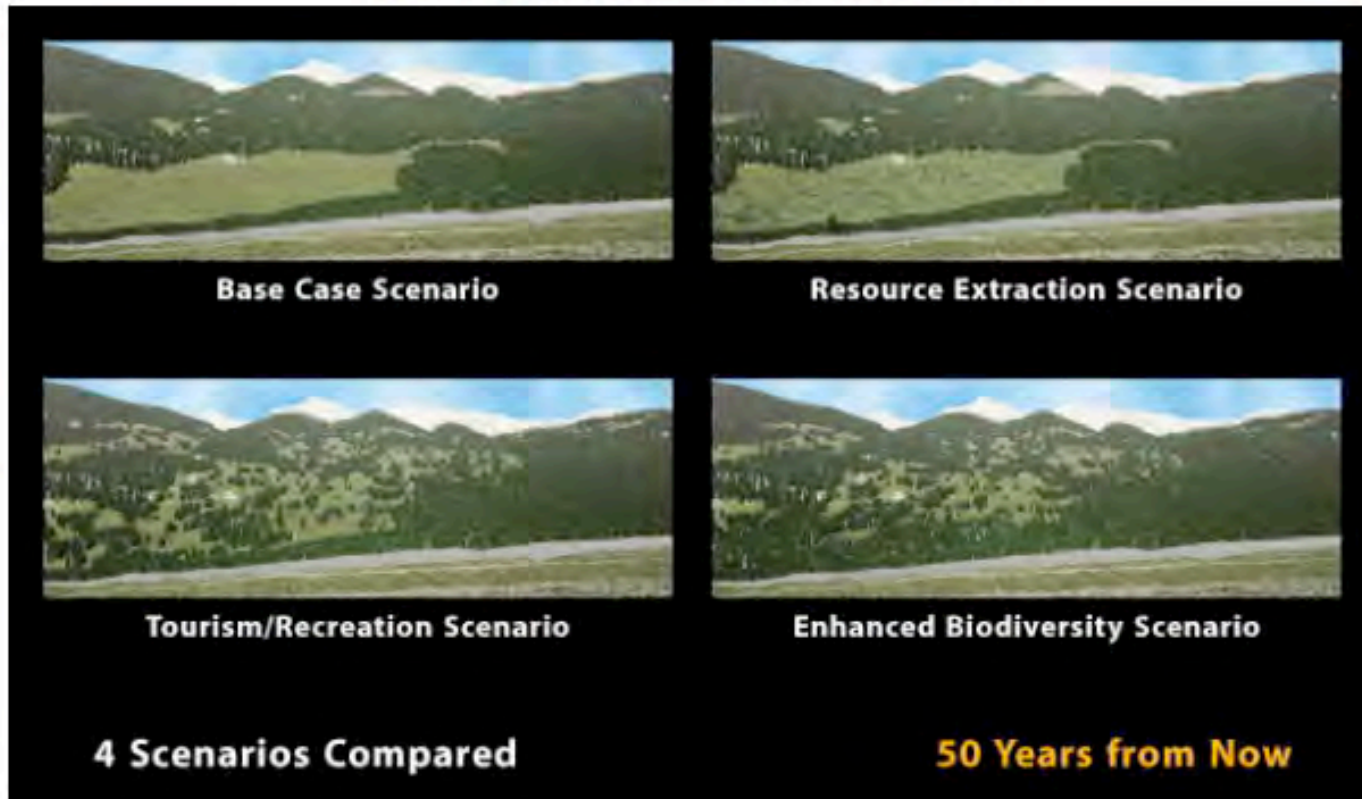 Base Case Scenario
Resource Extraction Scenario
Tourism/Recreation Scenario
Enhanced Biodiversity Scenario
4 Scenarios Compared
50 Years from Now